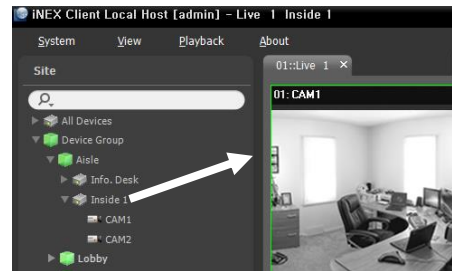 iNEX Client Local Host [admin] – Live 1 Inside 1
System View Playback About
Site
01::Live 1 ×
01: CAM1
All Devices
Device Group
Aisle
Info. Desk
Inside 1
CAM1
CAM2
Lobby